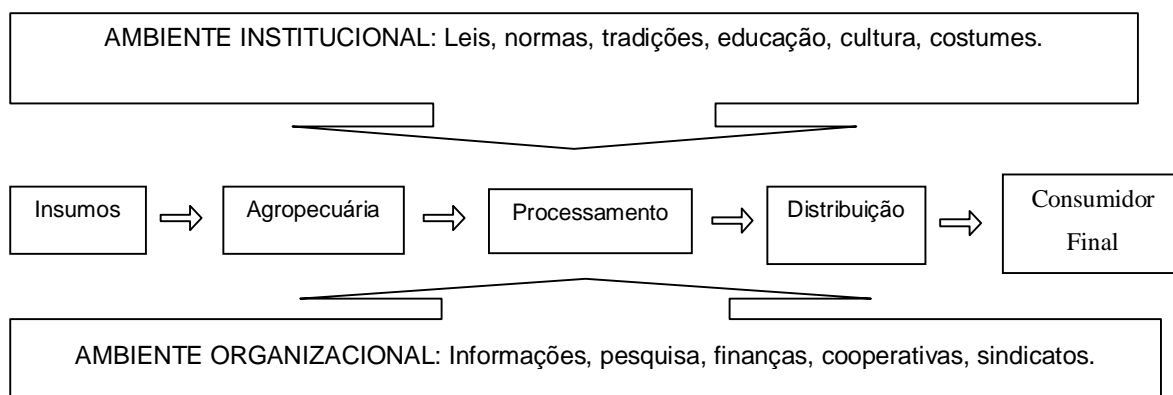 AMBIENTE INSTITUCIONAL: Leis, normas, tradições, educação, cultura, costumes.
Insumos
Agropecuária
Processamento
Distribuição
Consumidor
Final
AMBIENTE ORGANIZACIONAL: Informações, pesquisa, finanças, cooperativas, sindicatos.